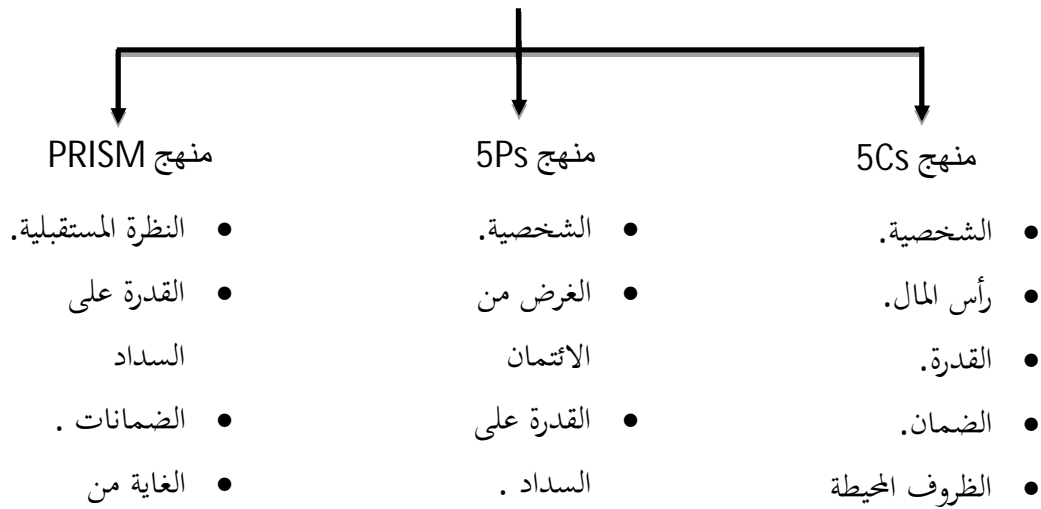 منهج 5Cs
• الشخصية.
• رأس المال.
• القدرة.
• الضمان.
• الظروف المحيطة
منهج 5Ps
• الشخصية.
• الغرض من
الائتمان
• القدرة على
السداد .
منهج PRISM
• النظرة المستقبلية.
• القدرة على
السداد
• الضمانات .
• الغاية من